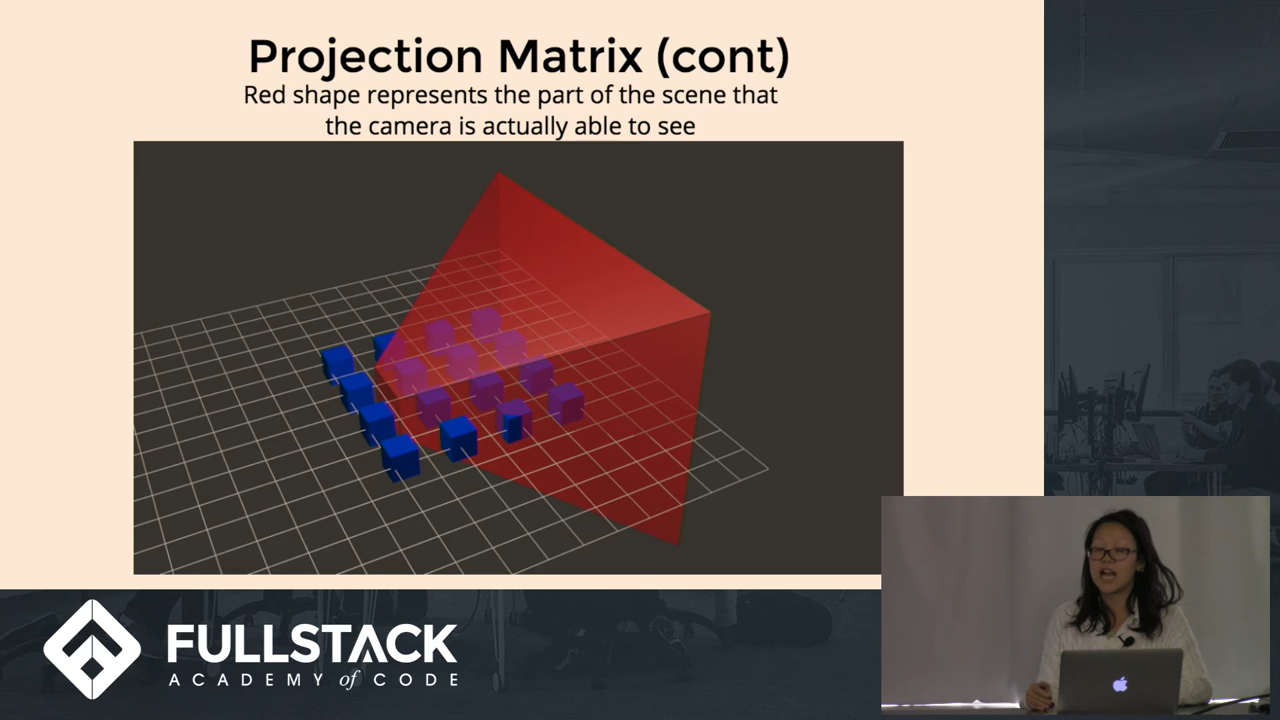 Projection Matrix (cont)
Red shape represents the part of the scene that
the camera is actually able to see
FULLSTACK
ACADEMY of CODE